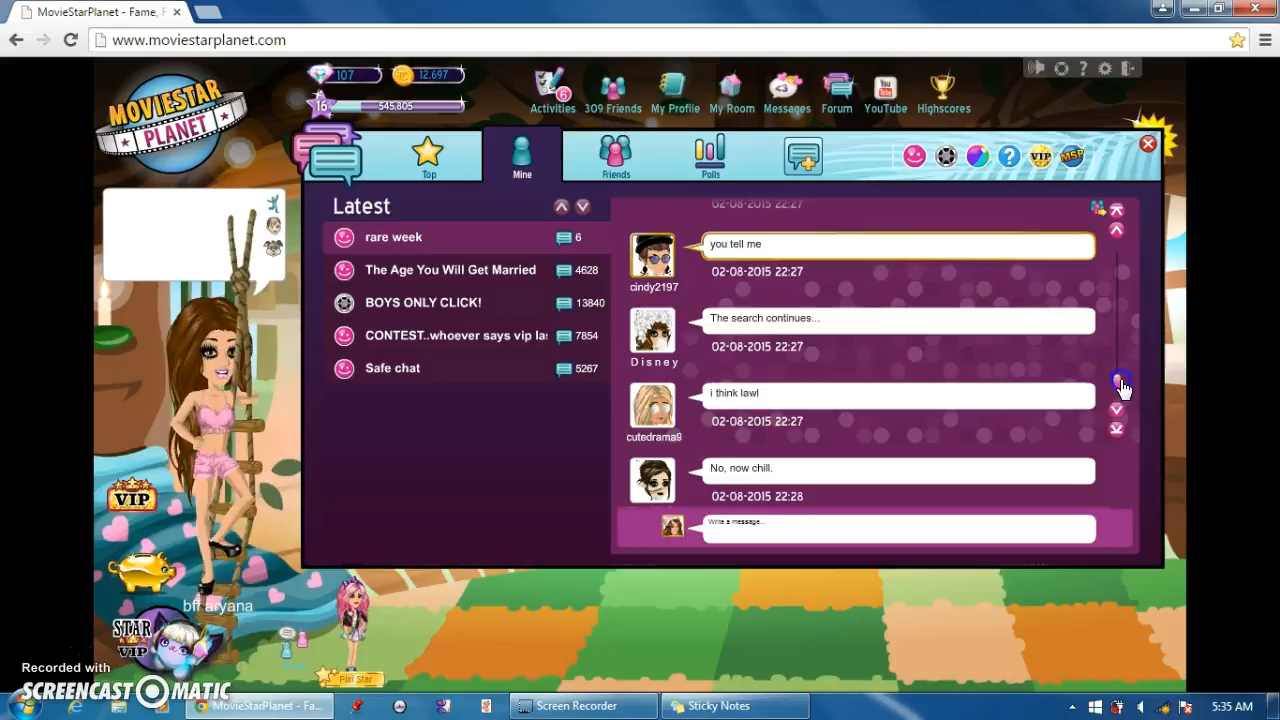 MovieStarPlanet - Fame, F
www.moviestarplanet.com
107
12.697
16
545.805
MOVIESTAR
PLANET
6
Activities
309 Friends
My Profile
My Room
Messages
Forum
You
Tube
YouTube
Highscores
Top
Mine
Friends
Polls
?
VIP
MSP
Latest
rare week
6
The Age You Will Get Married
4628
BOYS ONLY CLICK!
13840
CONTEST..whoever says vip las
7854
Safe chat
5267
02-08-2015 22:27
you tell me
02-08-2015 22:27
cindy2197
The search continues...
02-08-2015 22:27
D i s n e y
i think lawl
02-08-2015 22:27
cutedrama9
No, now chill.
02-08-2015 22:28
Write a message...
VIP
bff aryana
STAR
VIP
Pixi Star
Recorded with
SCREENCAST MATIC
MovieStarPlanet - Fa...
Screen Recorder
Sticky Notes
5:35 AM